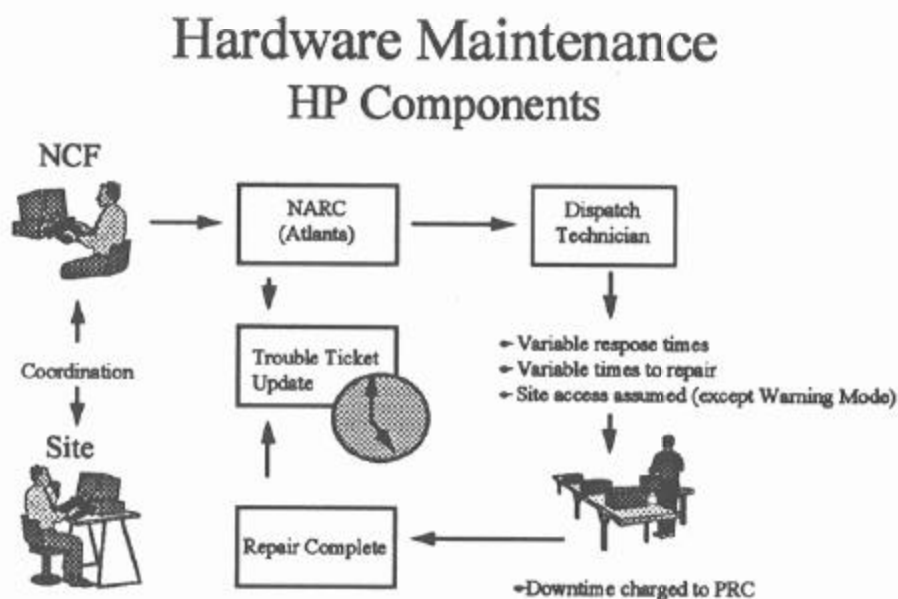 Hardware Maintenance
HP Components
NCF
NARC
(Atlanta)
Dispatch
Technician
Coordination
Trouble Ticket
Update
Variable respose times
Variable times to repair
Site access assumed (except Warning Mode)
Site
Repair Complete
Downtime charged to PRC